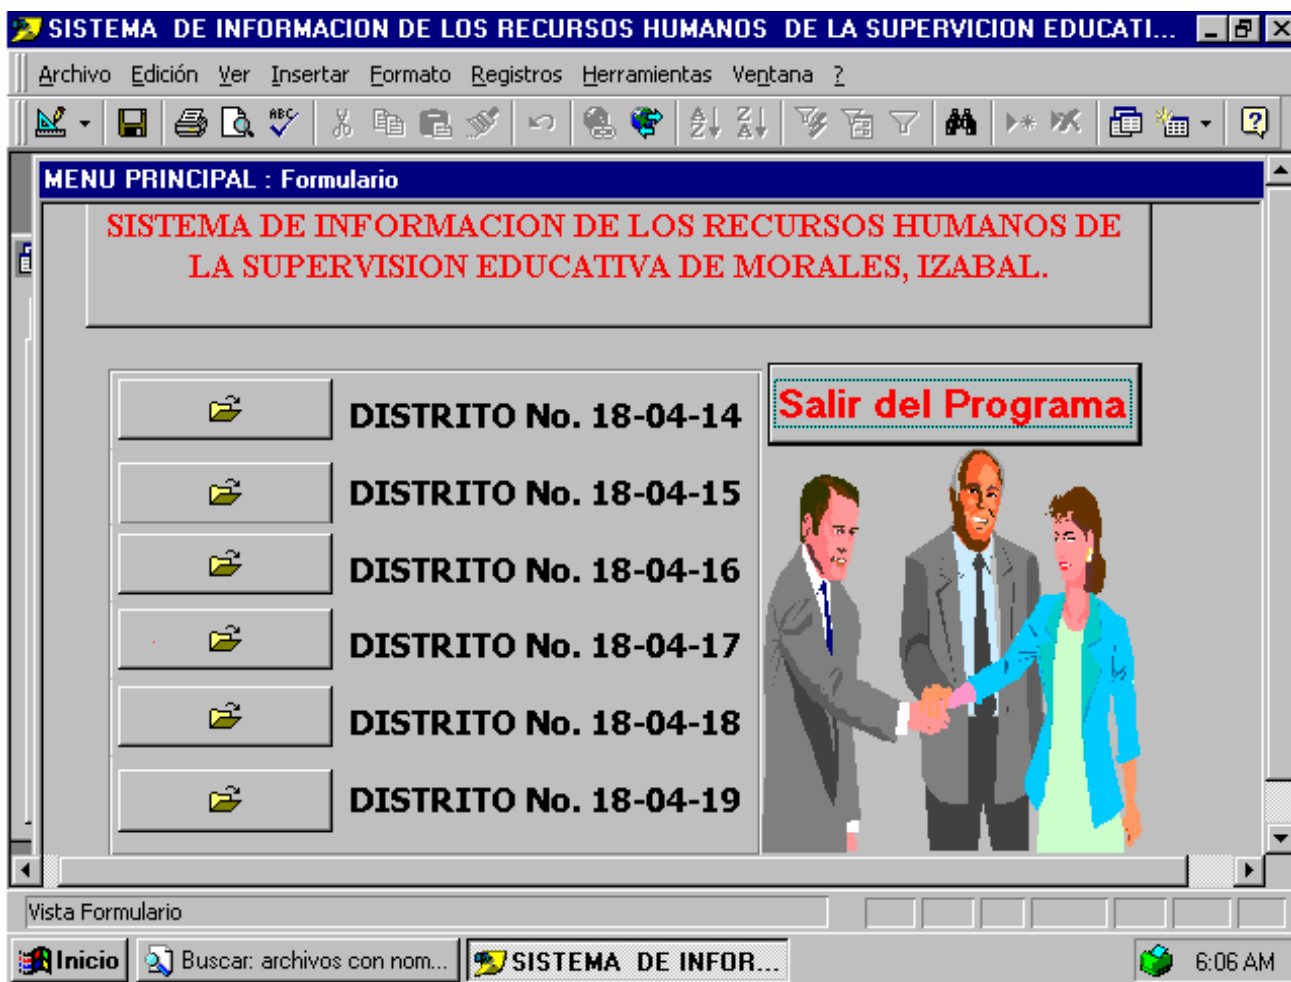 SISTEMA DE INFORMACION DE LOS RECURSOS HUMANOS DE LA SUPERVICION EDUCATI...
Archivo Edición Ver Insertar Formato Registros Herramientas Ventana ?
MENU PRINCIPAL : Formulario
SISTEMA DE INFORMACION DE LOS RECURSOS HUMANOS DE
LA SUPERVISION EDUCATIVA DE MORALES, IZABAL.
Salir del Programa
DISTRITO No. 18-04-14
DISTRITO No. 18-04-15
DISTRITO No. 18-04-16
DISTRITO No. 18-04-17
DISTRITO No. 18-04-18
DISTRITO No. 18-04-19
Vista Formulario
Inicio Buscar: archivos con nom... SISTEMA DE INFOR... 6:06 AM